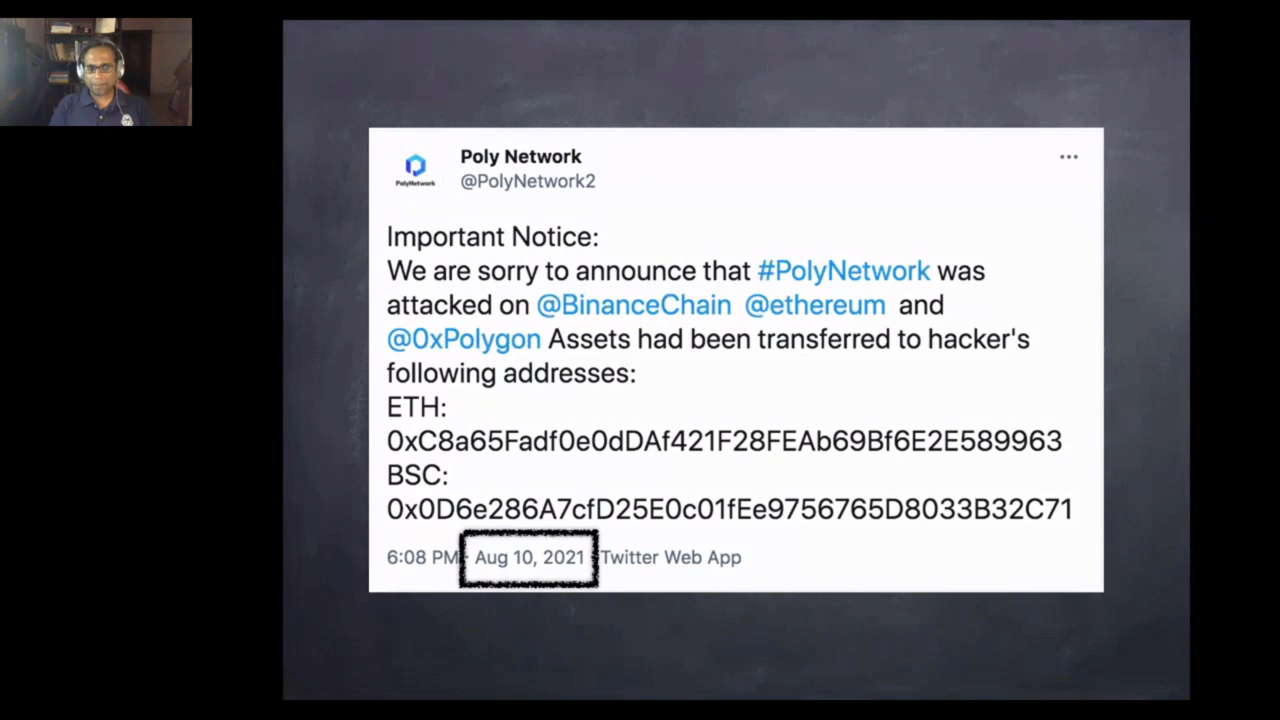 Poly Network
@PolyNetwork2
PolyNetwork
Important Notice:
We are sorry to announce that #PolyNetwork was
attacked on @BinanceChain @ethereum and
@0xPolygon Assets had been transferred to hacker's
following addresses:
ETH:
0xC8a65Fadf0e0dDAf421F28FEAb69Bf6E2E589963
BSC:
0x0D6e286A7cfD25E0c01fEe9756765D8033B32C71
6:08 PM · Aug 10, 2021 · Twitter Web App